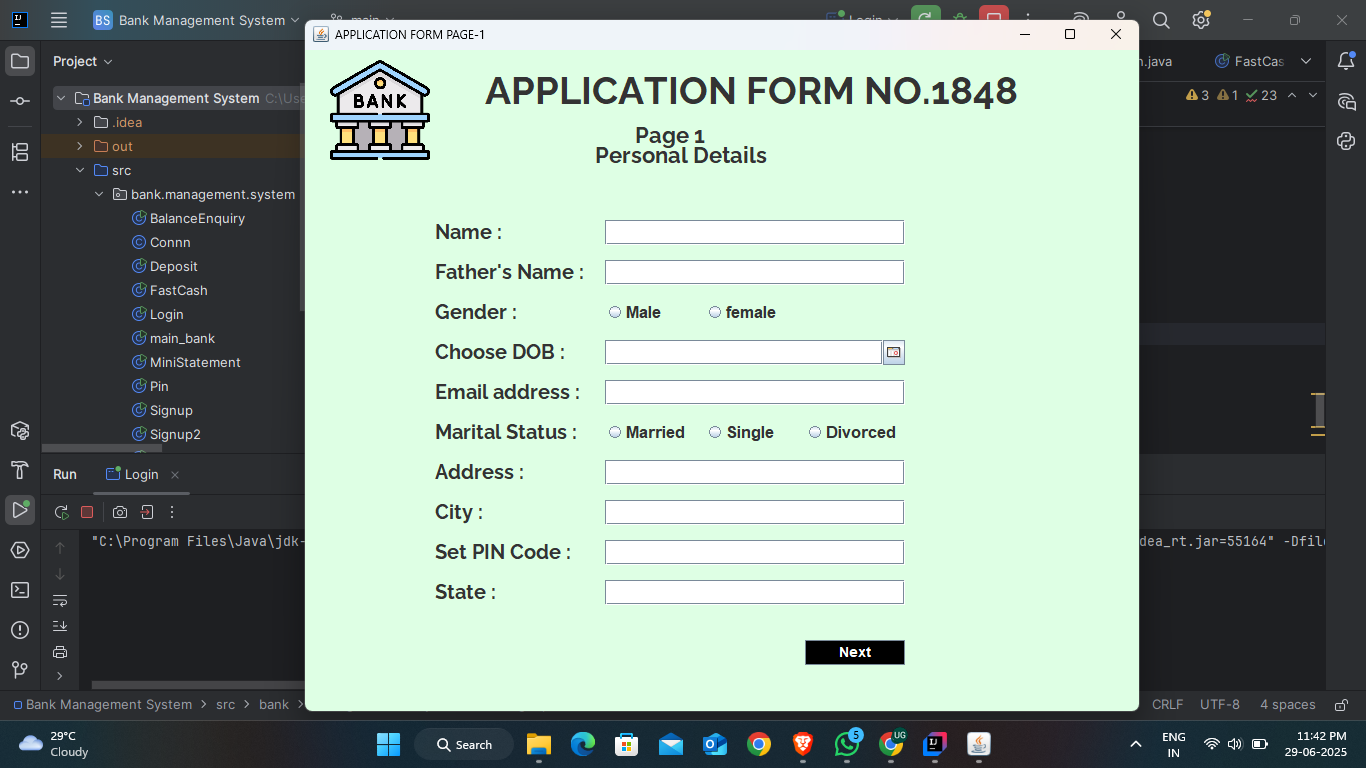 BS Bank Management System main Login
APPLICATION FORM PAGE-1
Project
n.java FastCas
Bank Management System C:\Use
3 1 23
.idea
out
src
bank.management.system
BalanceEnquiry
Connn
Deposit
FastCash
Login
main_bank
MiniStatement
Pin
Signup
Signup2
BANK
APPLICATION FORM NO.1848
Page 1
Personal Details
Name :
Father's Name :
Gender : Male female
Choose DOB :
Email address :
Marital Status : Married Single Divorced
Address :
City :
Set PIN Code :
State :
Next
Run Login
"C:\Program Files\Java\jdk- dea_rt.jar=55164" -Dfile
Bank Management System > src > bank > CRLF UTF-8 4 spaces
29°C
Cloudy
Search
5
UG
ENG
IN
11:42 PM
29-06-2025